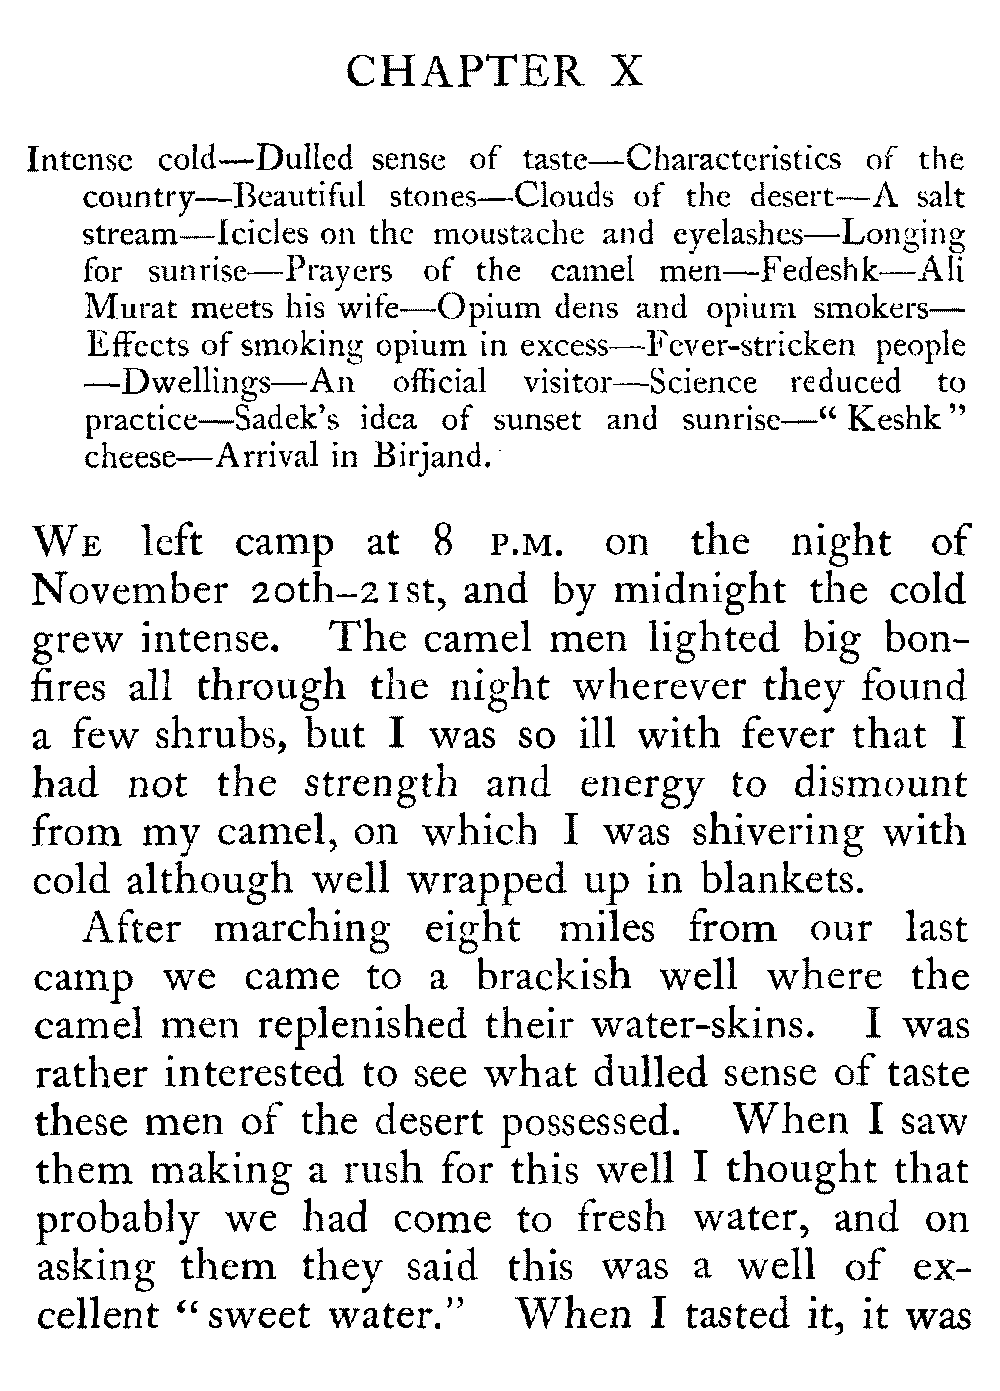 CHAPTER X
Intense cold—Dulled sense of taste—Characteristics of the
country—Beautiful stones—Clouds of the desert—A salt
stream—Icicles on the moustache and eyelashes—Longing
for sunrise—Prayers of the camel men—Fedeshk—Ali
Murat meets his wife—Opium dens and opium smokers—
Effects of smoking opium in excess—Fever-stricken people
—Dwellings—An official visitor—Science reduced to
practice—Sadek's idea of sunset and sunrise—“Keshk”
cheese—Arrival in Birjand.
WE left camp at 8 P.M. on the night of
November 20th–21st, and by midnight the cold
grew intense. The camel men lighted big bon-
fires all through the night wherever they found
a few shrubs, but I was so ill with fever that I
had not the strength and energy to dismount
from my camel, on which I was shivering with
cold although well wrapped up in blankets.
After marching eight miles from our last
camp we came to a brackish well where the
camel men replenished their water-skins. I was
rather interested to see what dulled sense of taste
these men of the desert possessed. When I saw
them making a rush for this well I thought that
probably we had come to fresh water, and on
asking them they said this was a well of ex-
cellent “sweet water.” When I tasted it, it was